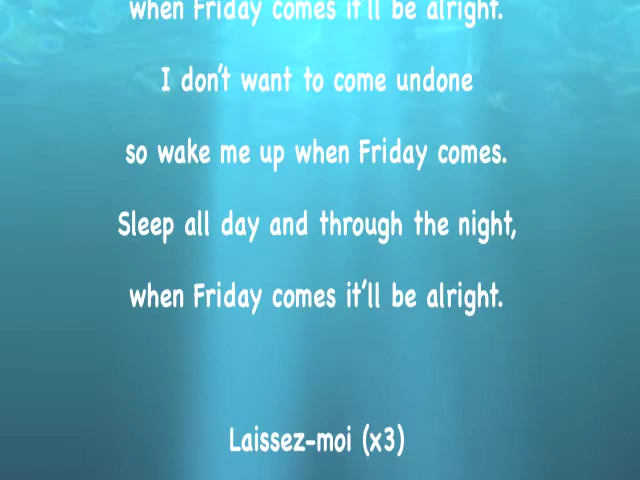 when Friday comes it'll be alright.
I don't want to come undone
so wake me up when Friday comes.
Sleep all day and through the night,
when Friday comes it'll be alright.
Laissez-moi (x3)